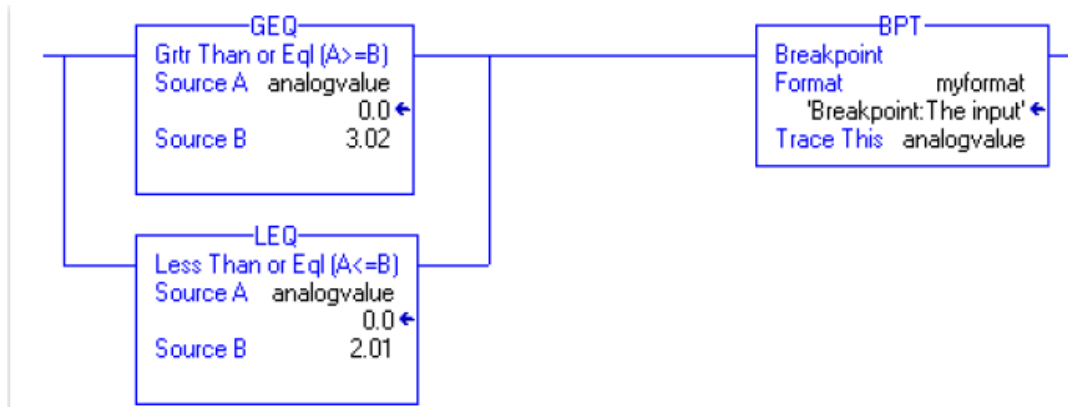 GEQ
Grtr Than or Eql (A>=B)
Source A analogvalue
0.0
Source B 3.02
LEQ
Less Than or Eql (A<=B)
Source A analogvalue
0.0
Source B 2.01
BPT
Breakpoint
Format myformat
'Breakpoint:The input'
Trace This analogvalue